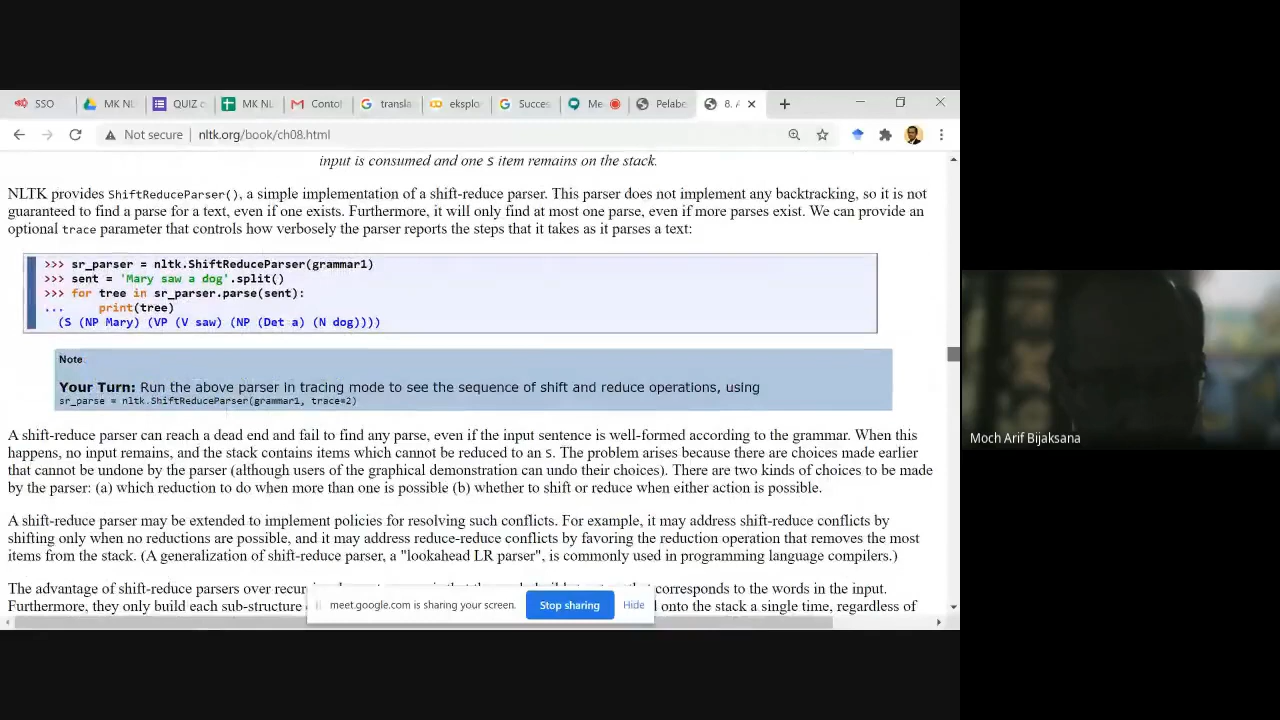 SSO MK NL QUIZ c MK NL Conto transla eksplo Succes Me Pelabe 8. A
Not secure nltk.org/book/ch08.html
input is consumed and one S item remains on the stack.
NLTK provides ShiftReduceParser(), a simple implementation of a shift-reduce parser. This parser does not implement any backtracking, so it is not
guaranteed to find a parse for a text, even if one exists. Furthermore, it will only find at most one parse, even if more parses exist. We can provide an
optional trace parameter that controls how verbosely the parser reports the steps that it takes as it parses a text:
>>> sr_parser = nltk.ShiftReduceParser(grammar1)
>>> sent = 'Mary saw a dog'.split()
>>> for tree in sr_parser.parse(sent):
... print(tree)
(S (NP Mary) (VP (V saw) (NP (Det a) (N dog))))
Note
Your Turn: Run the above parser in tracing mode to see the sequence of shift and reduce operations, using
sr_parse = nltk.ShiftReduceParser(grammar1, trace=2)
A shift-reduce parser can reach a dead end and fail to find any parse, even if the input sentence is well-formed according to the grammar. When this
happens, no input remains, and the stack contains items which cannot be reduced to an S. The problem arises because there are choices made earlier
that cannot be undone by the parser (although users of the graphical demonstration can undo their choices). There are two kinds of choices to be made
by the parser: (a) which reduction to do when more than one is possible (b) whether to shift or reduce when either action is possible.
A shift-reduce parser may be extended to implement policies for resolving such conflicts. For example, it may address shift-reduce conflicts by
shifting only when no reductions are possible, and it may address reduce-reduce conflicts by favoring the reduction operation that removes the most
items from the stack. (A generalization of shift-reduce parser, a "lookahead LR parser", is commonly used in programming language compilers.)
The advantage of shift-reduce parsers over recur corresponds to the words in the input.
Furthermore, they only build each sub-structure onto the stack a single time, regardless of
meet.google.com is sharing your screen. Stop sharing Hide
Moch Arif Bijaksana